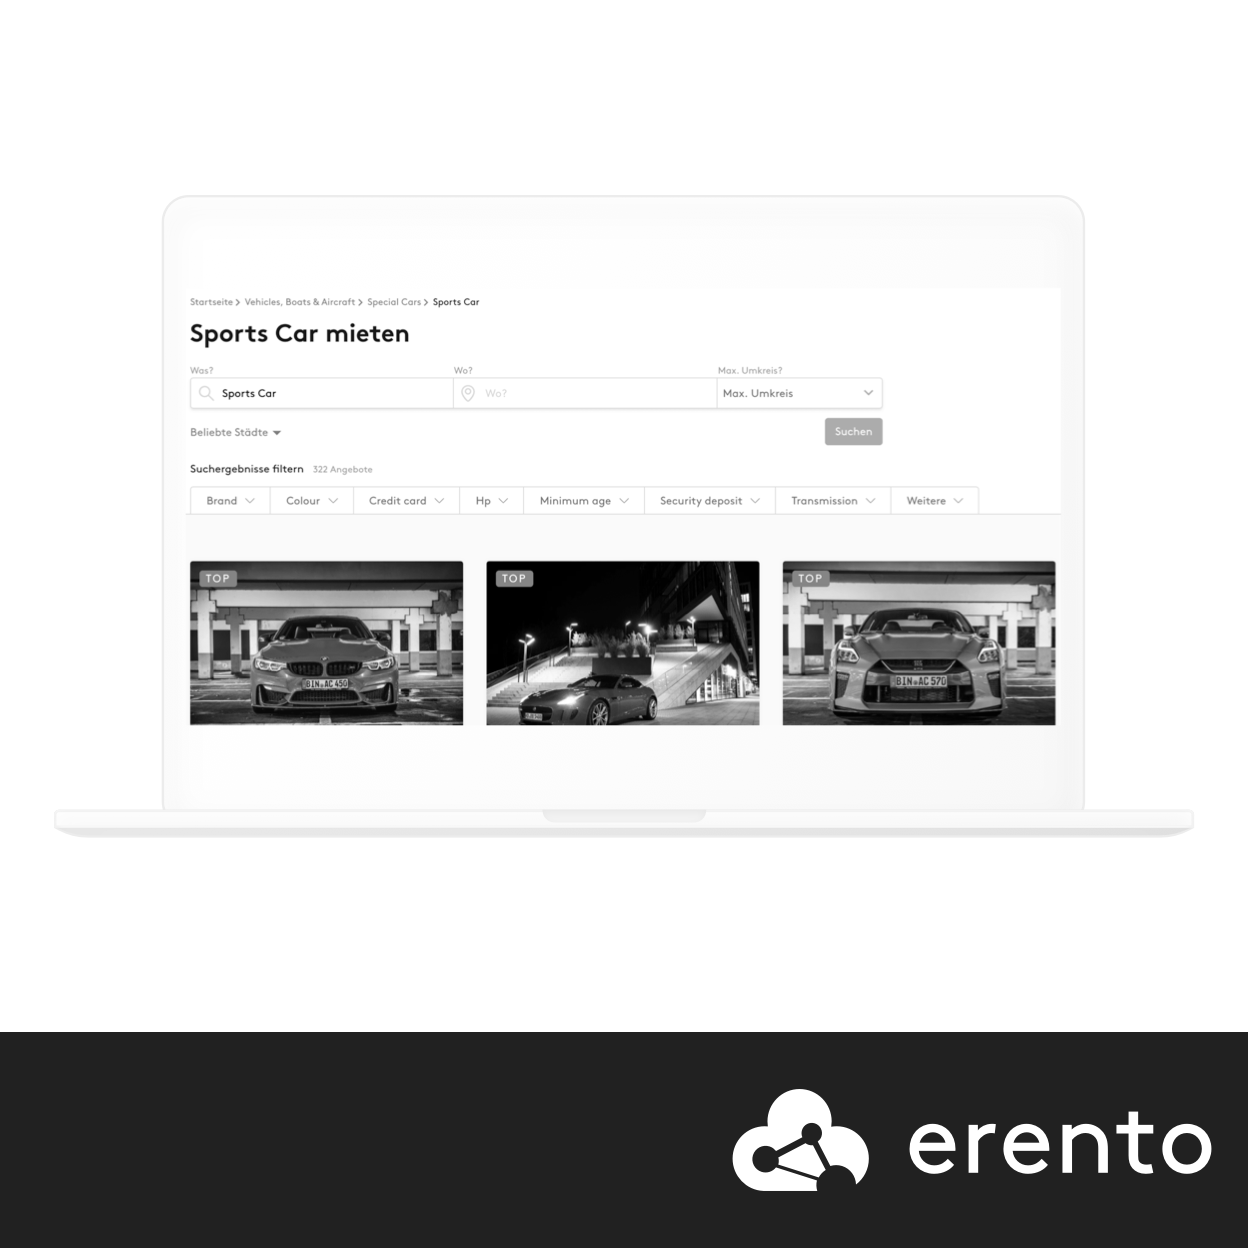 Startseite > Vehicles, Boats & Aircraft > Special Cars > Sports Car
Sports Car mieten
Was? Wo? Max. Umkreis?
Sports Car Wo? Max. Umkreis
Beliebte Städte Suchen
Suchergebnisse filtern 322 Angebote
Brand Colour Credit card Hp Minimum age Security deposit Transmission Weitere
TOP TOP TOP
BIN AC 450 BIN AC 570
erento